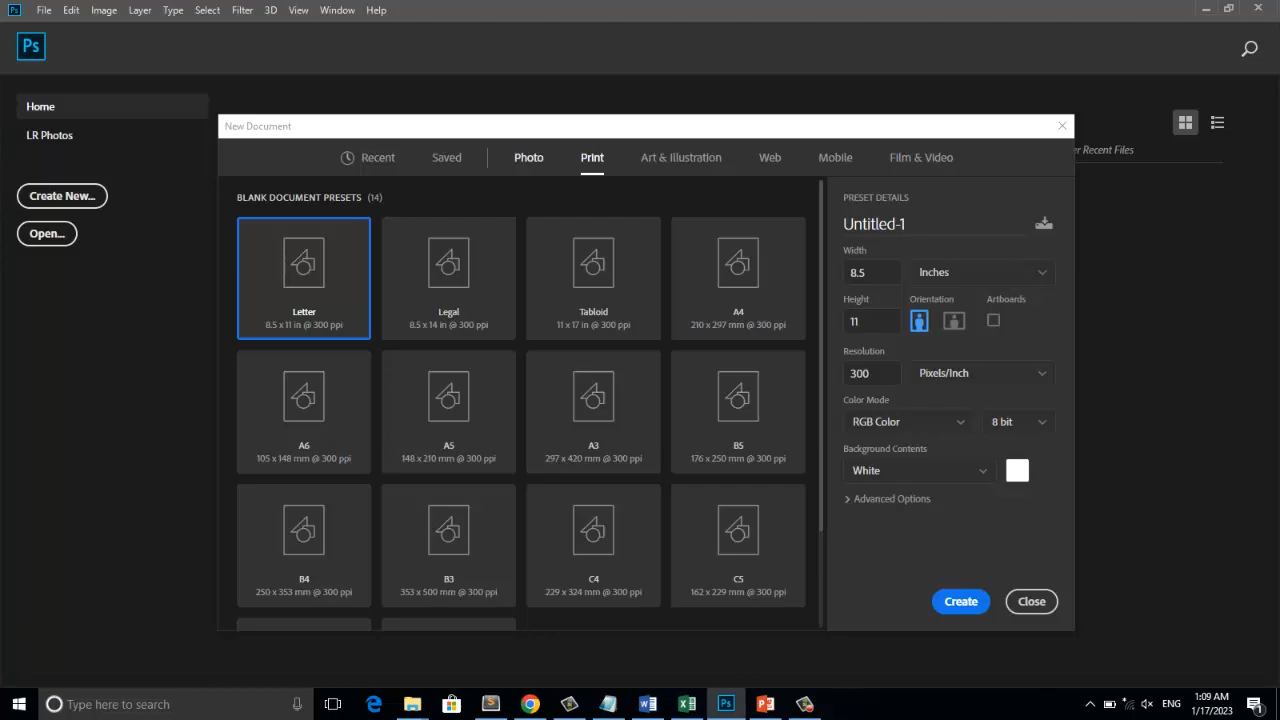 Ps File Edit Image Layer Type Select Filter 3D View Window Help
Ps
Home
LR Photos
Create New...
Open...
r Recent Files
New Document
Recent Saved Photo Print Art & Illustration Web Mobile Film & Video
BLANK DOCUMENT PRESETS (14)
Letter
8.5 x 11 in @ 300 ppi
Legal
8.5 x 14 in @ 300 ppi
Tabloid
11 x 17 in @ 300 ppi
A4
210 x 297 mm @ 300 ppi
A6
105 x 148 mm @ 300 ppi
A5
148 x 210 mm @ 300 ppi
A3
297 x 420 mm @ 300 ppi
B5
176 x 250 mm @ 300 ppi
B4
250 x 353 mm @ 300 ppi
B3
353 x 500 mm @ 300 ppi
C4
229 x 324 mm @ 300 ppi
C5
162 x 229 mm @ 300 ppi
PRESET DETAILS
Untitled-1
Width
8.5 Inches
Height Orientation Artboards
11
Resolution
300 Pixels/Inch
Color Mode
RGB Color 8 bit
Background Contents
White
Advanced Options
Create Close
Type here to search
Ps
ENG
1:09 AM
1/17/2023
1